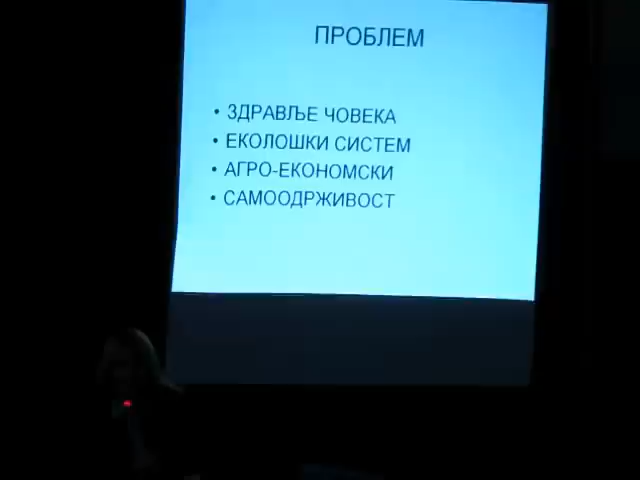 ПРОБЛЕМ
• ЗДРАВЉЕ ЧОВЕКА
• ЕКОЛОШКИ СИСТЕМ
• АГРО-ЕКОНОМСКИ
• САМООДРЖИВОСТ